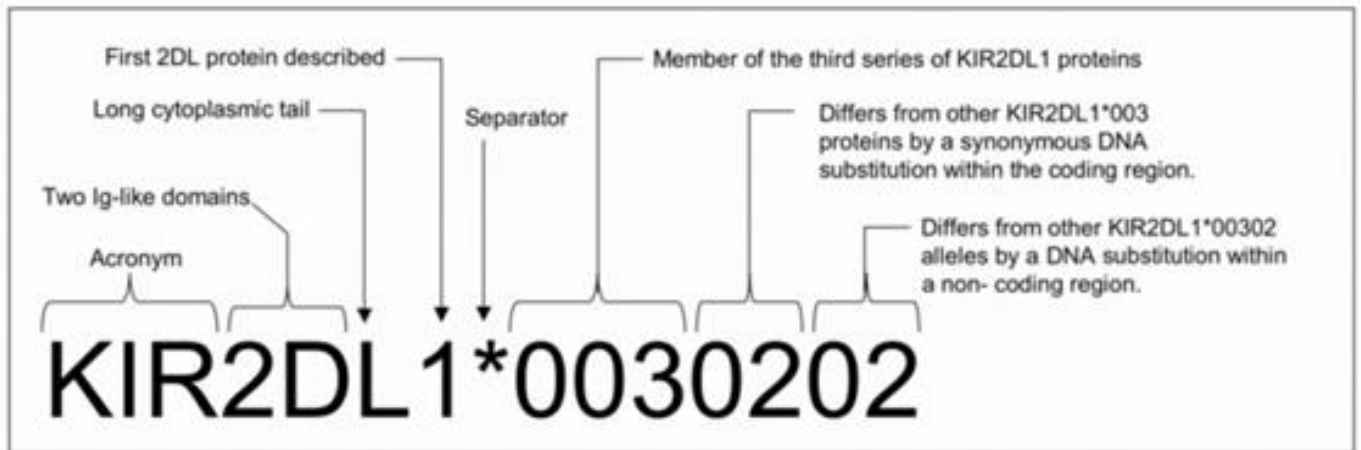 First 2DL protein described
Member of the third series of KIR2DL1 proteins
Long cytoplasmic tail
Separator
Differs from other KIR2DL1*003
proteins by a synonymous DNA
substitution within the coding region.
Two Ig-like domains
Differs from other KIR2DL1*00302
alleles by a DNA substitution within
a non- coding region.
Acronym
KIR2DL1*0030202